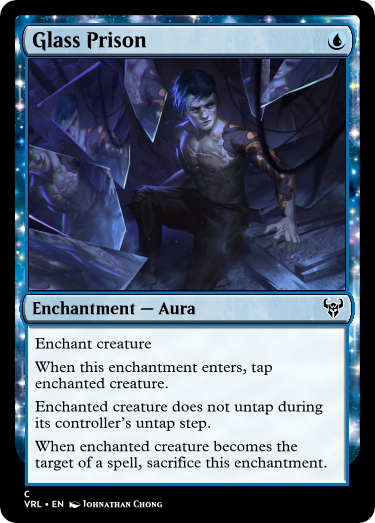 Glass Prison
Enchantment — Aura
Enchant creature
When this enchantment enters, tap
enchanted creature.
Enchanted creature does not untap during
its controller's untap step.
When enchanted creature becomes the
target of a spell, sacrifice this enchantment.
C
VRL • EN Johnathan Chong